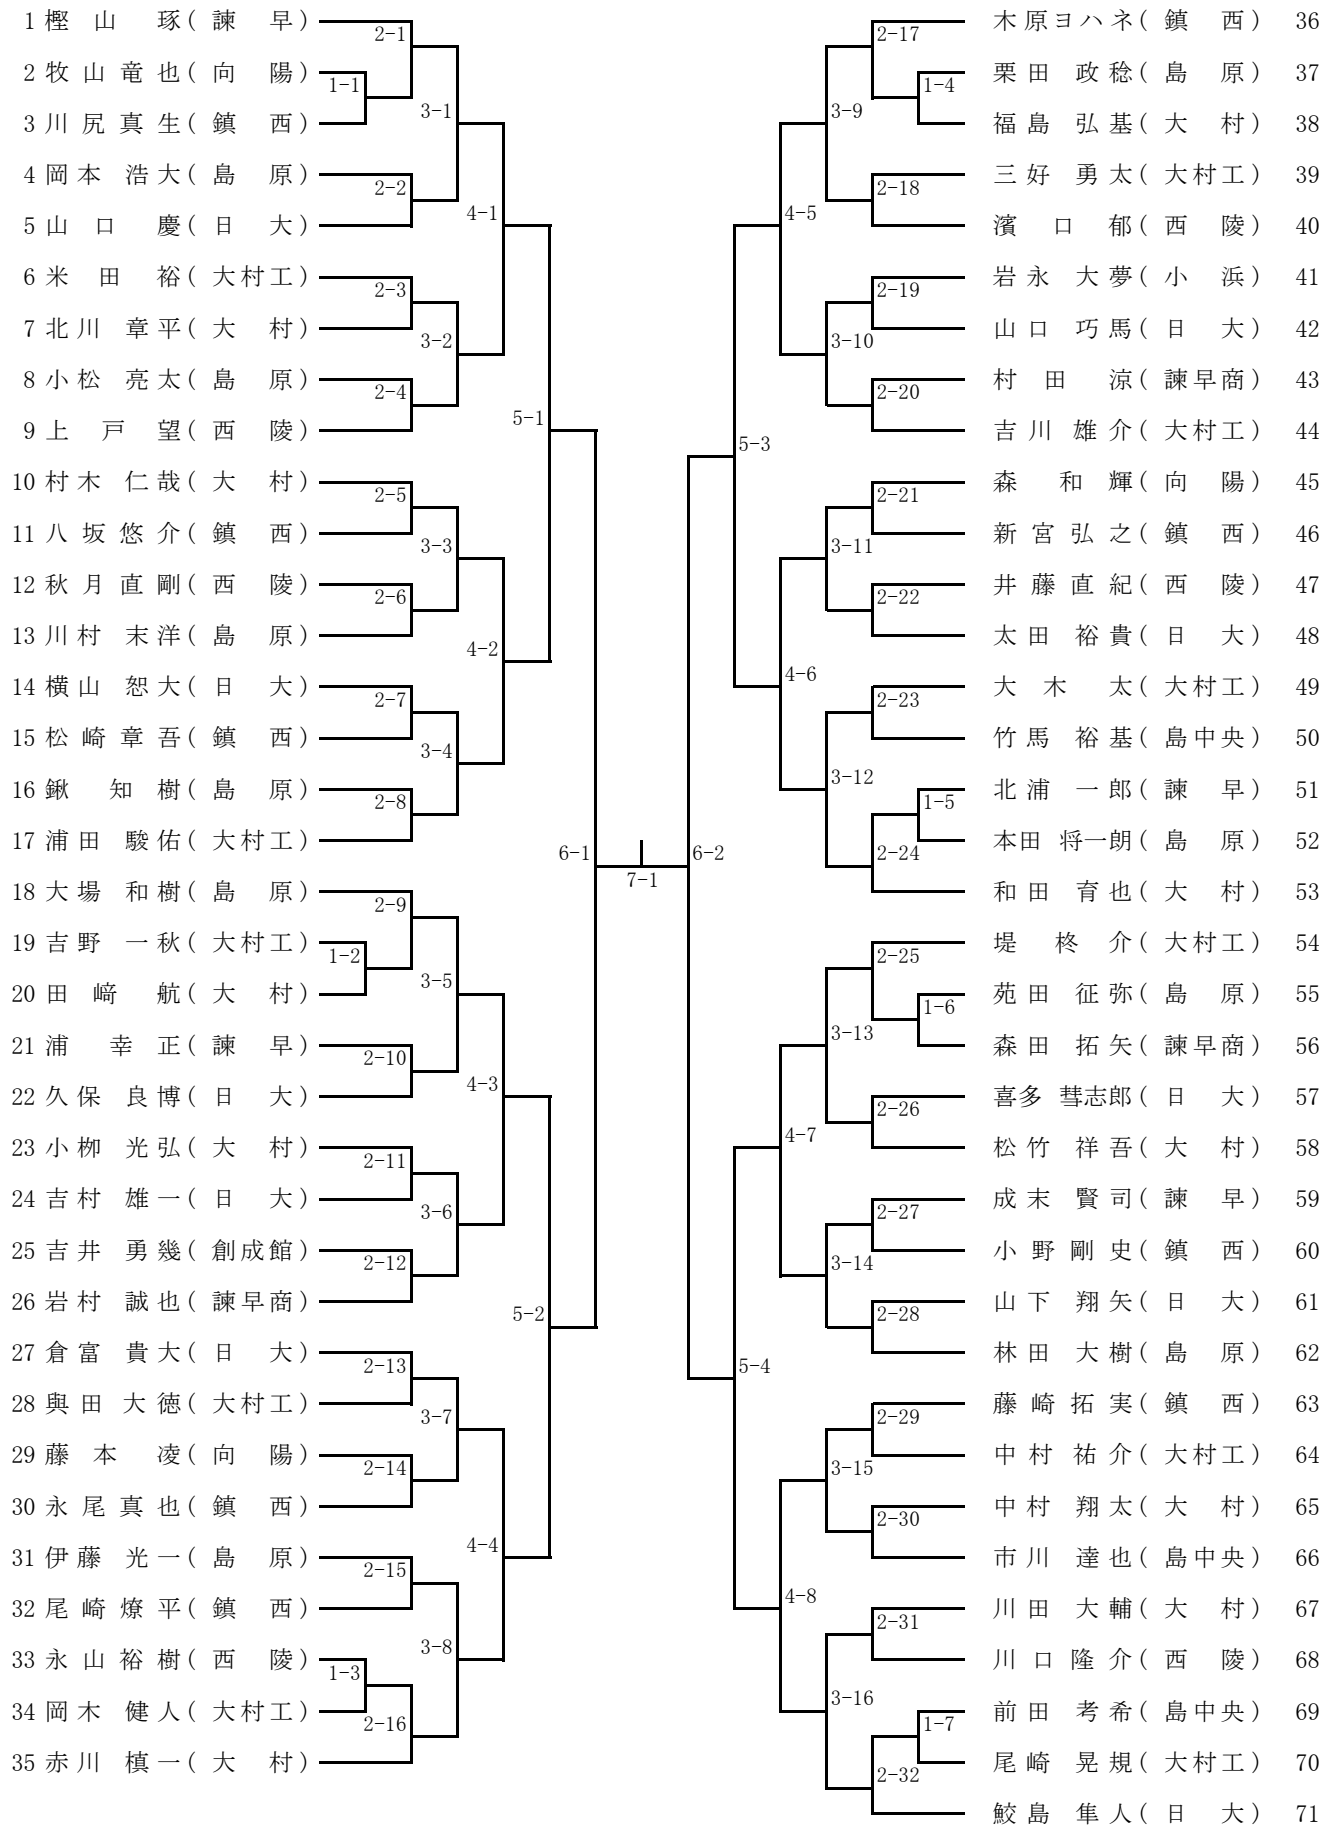 1 樫山 琢(諫早)
2 牧山竜也(向陽)
3 川尻真生(鎮西)
4 岡本 浩大(島原)
5 山口 慶(日大)
6 米田 裕(大村工)
7 北川 章平(大村)
8 小松 亮太(島原)
9 上戸 望(西陵)
10 村木 仁哉(大村)
11 八坂悠介(鎮西)
12 秋月直剛(西陵)
13 川村 末洋(島原)
14 横山 恕大(日大)
15 松崎章吾(鎮西)
16 鍬 知樹(島原)
17 浦田 駿佑(大村工)
18 大場 和樹(島原)
19 吉野 一秋(大村工)
20 田﨑 航(大村)
21 浦 幸正(諫早)
22 久保 良博(日大)
23 小栁 光弘(大村)
24 吉村 雄一(日大)
25 吉井 勇幾(創成館)
26 岩村 誠也(諫早商)
27 倉富 貴大(日大)
28 與田大徳(大村工)
29 藤本 凌(向陽)
30 永尾真也(鎮西)
31 伊藤 光一(島原)
32 尾崎燎平(鎮西)
33 永山裕樹(西陵)
34 岡木 健人(大村工)
35 赤川 槙一(大村)
2-1
1-1
3-1
2-2
4-1
2-3
3-2
2-4
5-1
2-5
3-3
2-6
4-2
2-7
3-4
2-8
6-1
7-1
2-9
1-2
3-5
2-10
4-3
2-11
3-6
2-12
5-2
2-13
3-7
2-14
4-4
2-15
3-8
1-3
2-16
2-17
1-4
3-9
2-18
4-5
2-19
3-10
2-20
5-3
2-21
3-11
2-22
4-6
2-23
3-12
1-5
2-24
6-2
2-25
1-6
3-13
2-26
4-7
2-27
3-14
2-28
5-4
2-29
3-15
2-30
4-8
2-31
3-16
1-7
2-32
木原ヨハネ(鎮西) 36
栗田 政稔(島原) 37
福島 弘基(大村) 38
三好 勇太(大村工) 39
濱口 郁(西陵) 40
岩永 大夢(小浜) 41
山口 巧馬(日大) 42
村田 涼(諫早商) 43
吉川 雄介(大村工) 44
森 和輝(向陽) 45
新宮弘之(鎮西) 46
井藤直紀(西陵) 47
太田 裕貴(日大) 48
大木 太(大村工) 49
竹馬 裕基(島中央) 50
北浦 一郎(諫早) 51
本田 将一朗(島原) 52
和田 育也(大村) 53
堤 柊介(大村工) 54
苑田 征弥(島原) 55
森田 拓矢(諫早商) 56
喜多 彗志郎(日大) 57
松竹 祥吾(大村) 58
成末 賢司(諫早) 59
小野剛史(鎮西) 60
山下 翔矢(日大) 61
林田 大樹(島原) 62
藤崎拓実(鎮西) 63
中村 祐介(大村工) 64
中村 翔太(大村) 65
市川 達也(島中央) 66
川田 大輔(大村) 67
川口隆介(西陵) 68
前田 考希(島中央) 69
尾崎 晃規(大村工) 70
鮫島 隼人(日大) 71